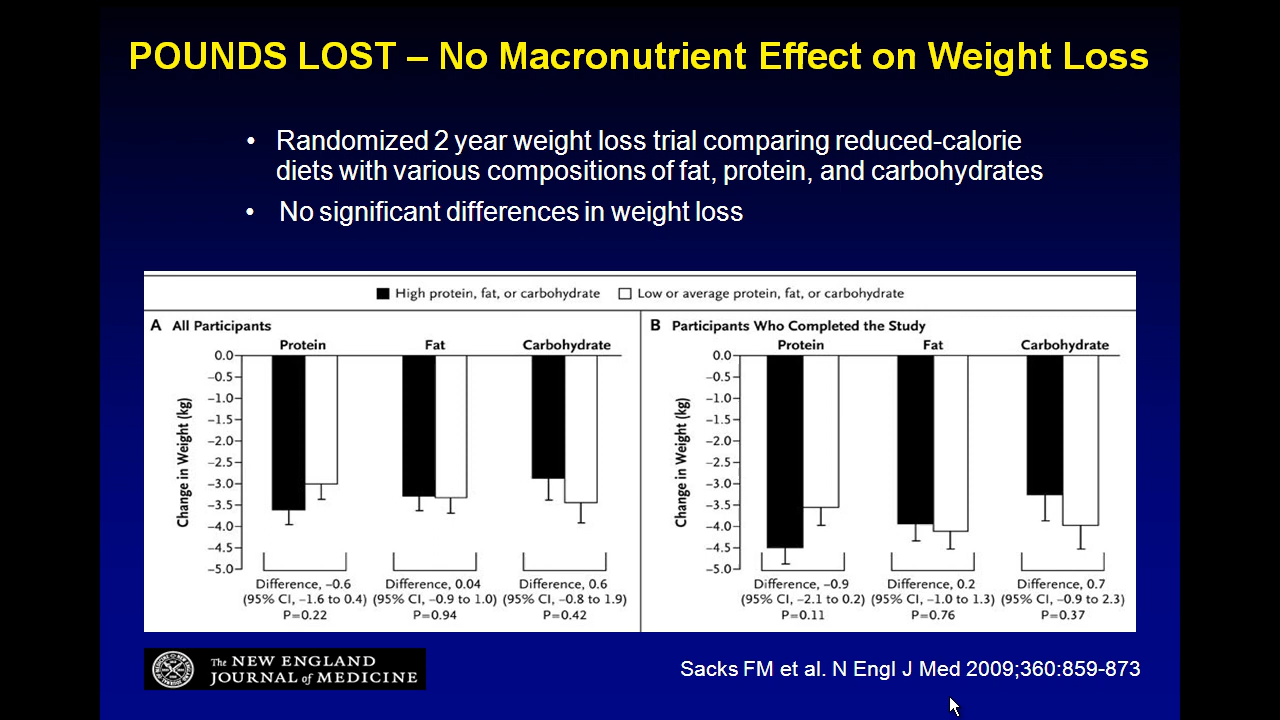 POUNDS LOST – No Macronutrient Effect on Weight Loss
• Randomized 2 year weight loss trial comparing reduced-calorie
diets with various compositions of fat, protein, and carbohydrates
• No significant differences in weight loss
High protein, fat, or carbohydrate Low or average protein, fat, or carbohydrate
A All Participants
Protein Fat Carbohydrate
Change in Weight (kg)
0.0
–0.5
–1.0
–1.5
–2.0
–2.5
–3.0
–3.5
–4.0
–4.5
–5.0
Difference, –0.6 Difference, 0.04 Difference, 0.6
(95% CI, –1.6 to 0.4) (95% CI, –0.9 to 1.0) (95% CI, –0.8 to 1.9)
P=0.22 P=0.94 P=0.42
B Participants Who Completed the Study
Protein Fat Carbohydrate
Change in Weight (kg)
0.0
–0.5
–1.0
–1.5
–2.0
–2.5
–3.0
–3.5
–4.0
–4.5
–5.0
Difference, –0.9 Difference, 0.2 Difference, 0.7
(95% CI, –2.1 to 0.2) (95% CI, –1.0 to 1.3) (95% CI, –0.9 to 2.3)
P=0.11 P=0.76 P=0.37
The NEW ENGLAND
JOURNAL of MEDICINE
Sacks FM et al. N Engl J Med 2009;360:859-873